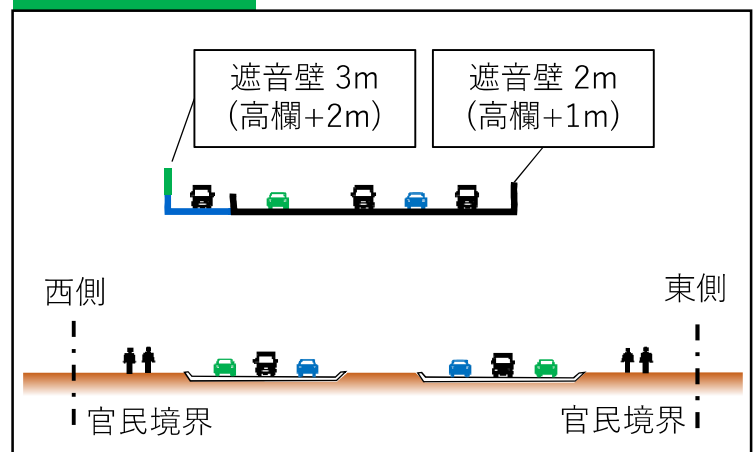 遮音壁 3m
(高欄+2m)
遮音壁 2m
(高欄+1m)
西側
東側
官民境界
官民境界